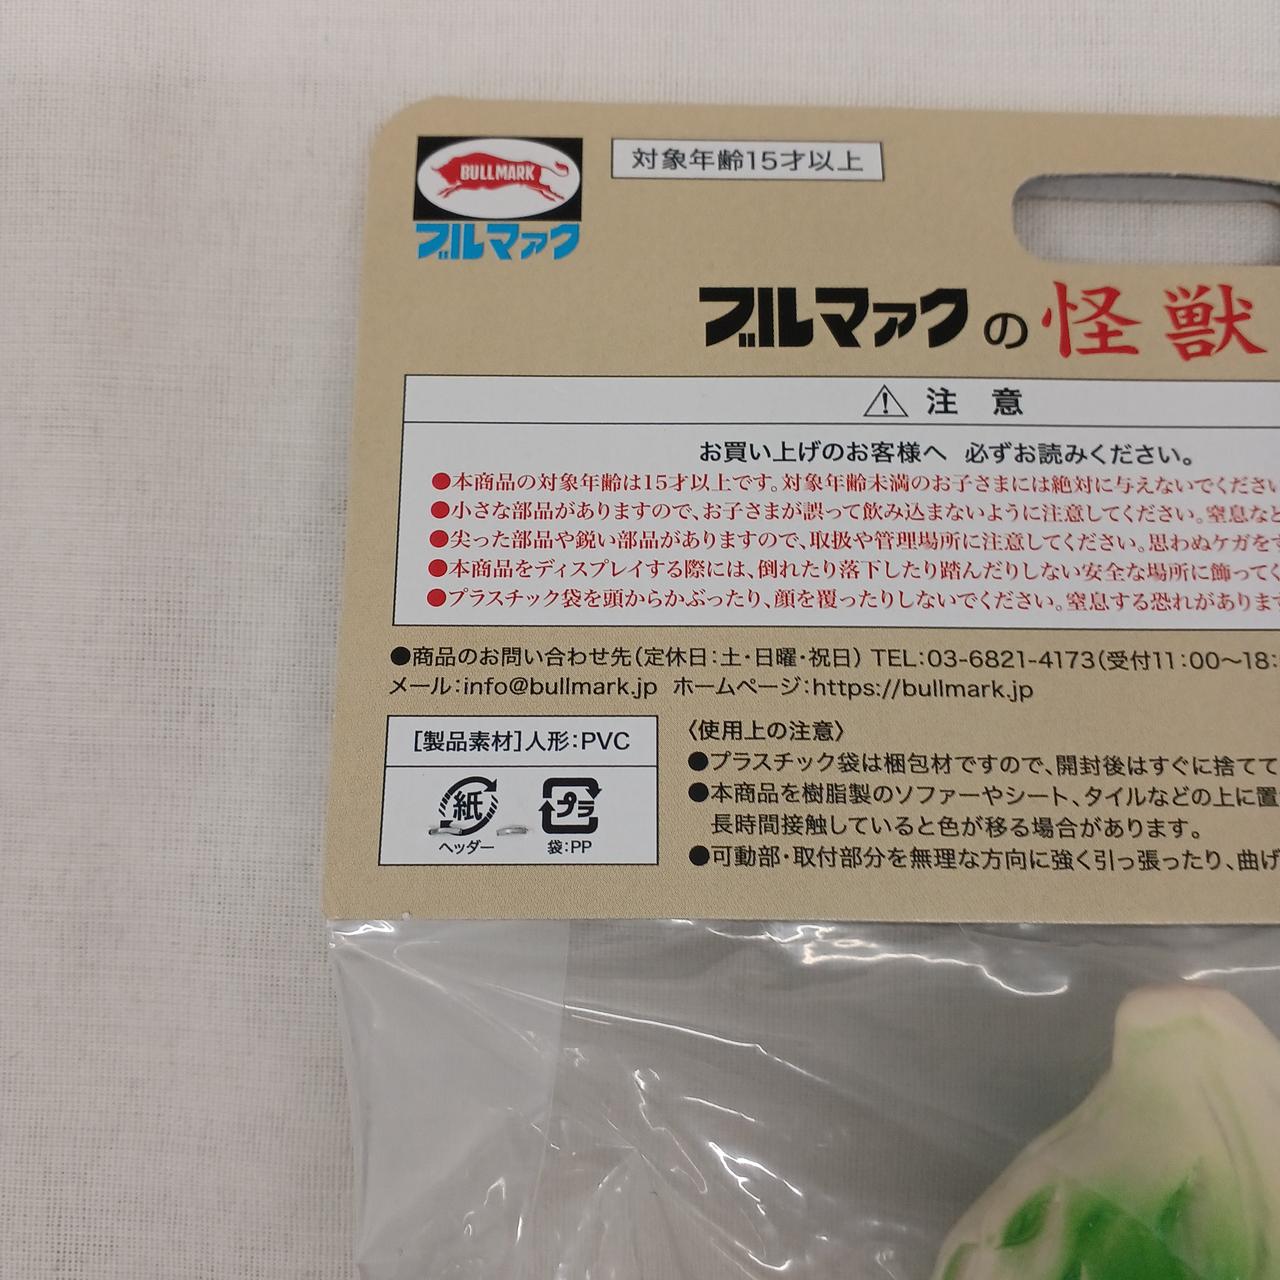 BULLMARK
ブルマァク
対象年齢15才以上
ブルマァクの怪獣
注 意
お買い上げのお客様へ 必ずお読みください。
●本商品の対象年齢は15才以上です。対象年齢未満のお子さまには絶対に与えないでください
●小さな部品がありますので、お子さまが誤って飲み込まないように注意してください。窒息など
●尖った部品や鋭い部品がありますので、取扱や管理場所に注意してください。思わぬケガをす
●本商品をディスプレイする際には、倒れたり落下したり踏んだりしない安全な場所に飾ってく
●プラスチック袋を頭からかぶったり、顔を覆ったりしないでください。窒息する恐れがあります
●商品のお問い合わせ先(定休日:土・日曜・祝日) TEL:03-6821-4173(受付11:00〜18:
メール:info@bullmark.jp ホームページ:https://bullmark.jp
[製品素材]人形:PVC
紙
ヘッダー
プラ
袋:PP
〈使用上の注意〉
●プラスチック袋は梱包材ですので、開封後はすぐに捨てて
●本商品を樹脂製のソファーやシート、タイルなどの上に置
長時間接触していると色が移る場合があります。
●可動部・取付部分を無理な方向に強く引っ張ったり、曲げ